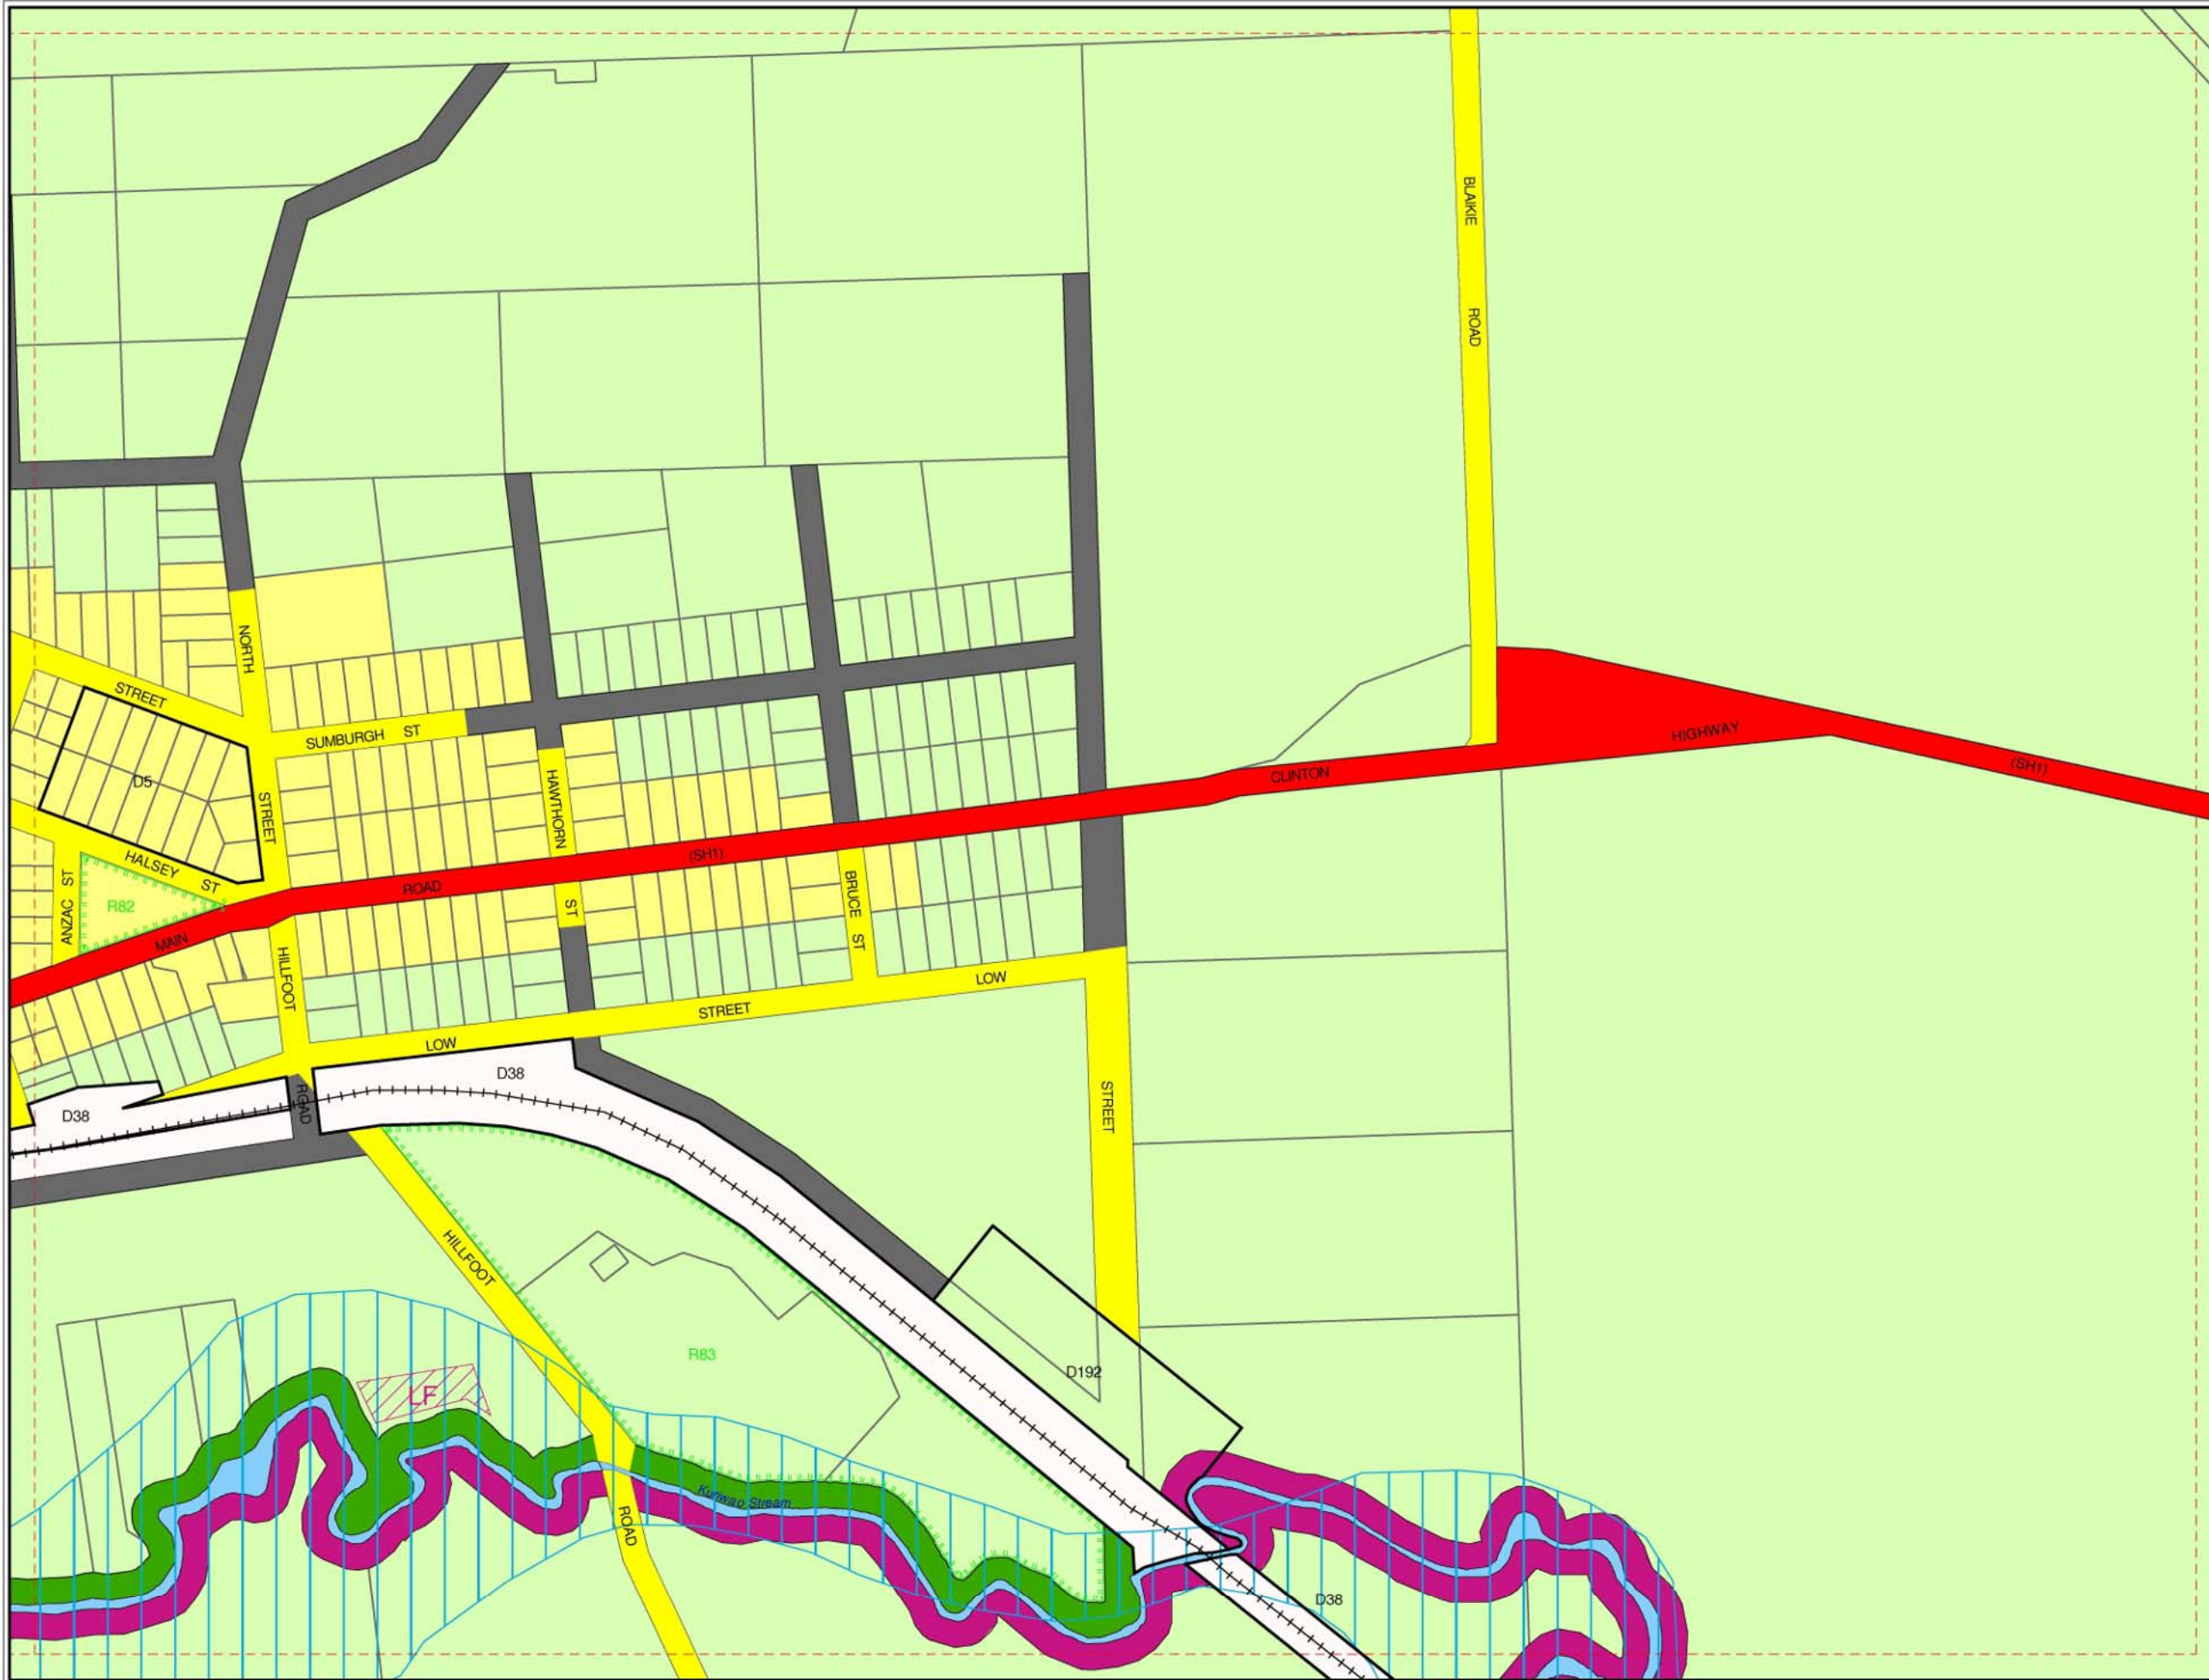 BLAIKIE
ROAD
NORTH
STREET
SUMBURGH ST
HIGHWAY
(SH1)
CLINTON
D5
STREET
HAWTHORN
(SH1)
HALSEY ST
ANZAC ST
R82
ROAD
ST
BRUCE ST
MAIN
HILLFOOT
LOW
STREET
LOW
D38
D38
ROAD
STREET
HILLFOOT
R83
D192
LF
Kuriwao Stream
ROAD
D38